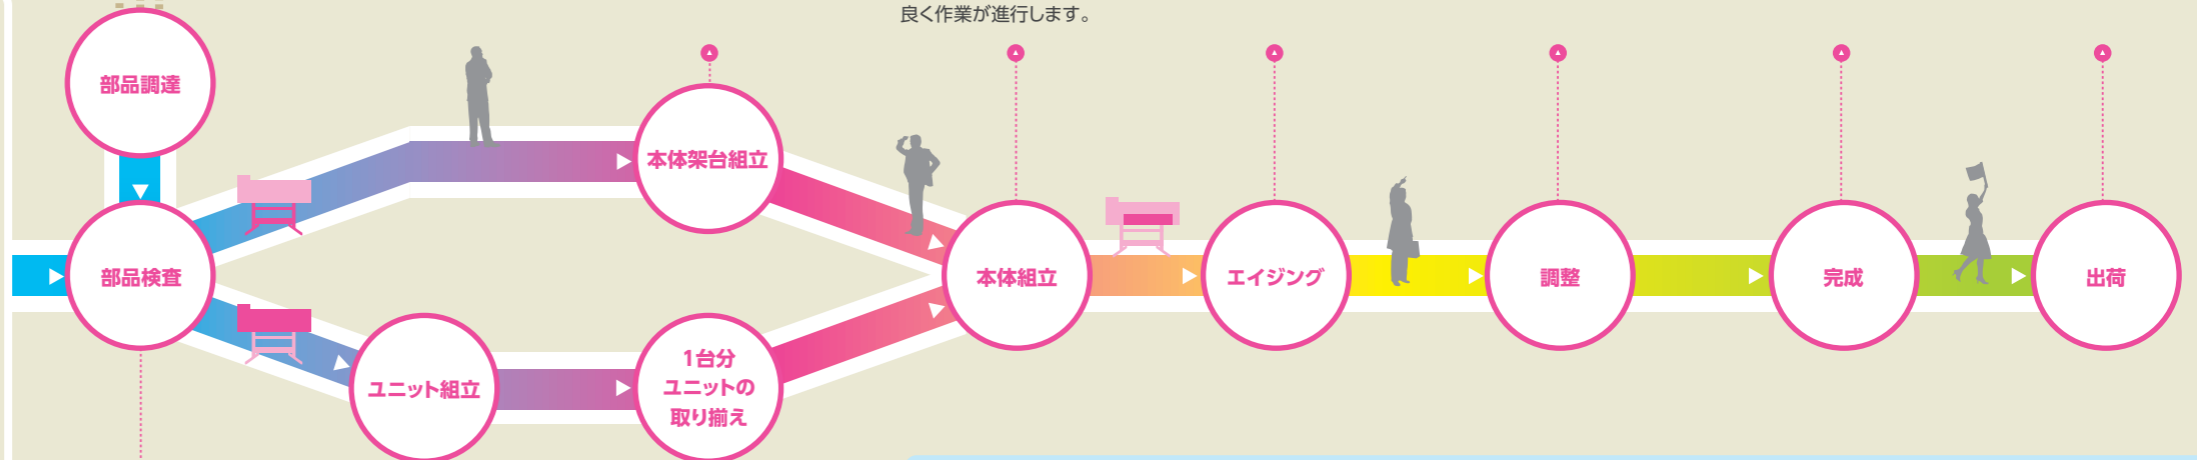 良く作業が進行します。
部品調達
本体架台組立
部品検査
本体組立
エイジング
調整
完成
出荷
ユニット組立
1台分
ユニットの
取り揃え